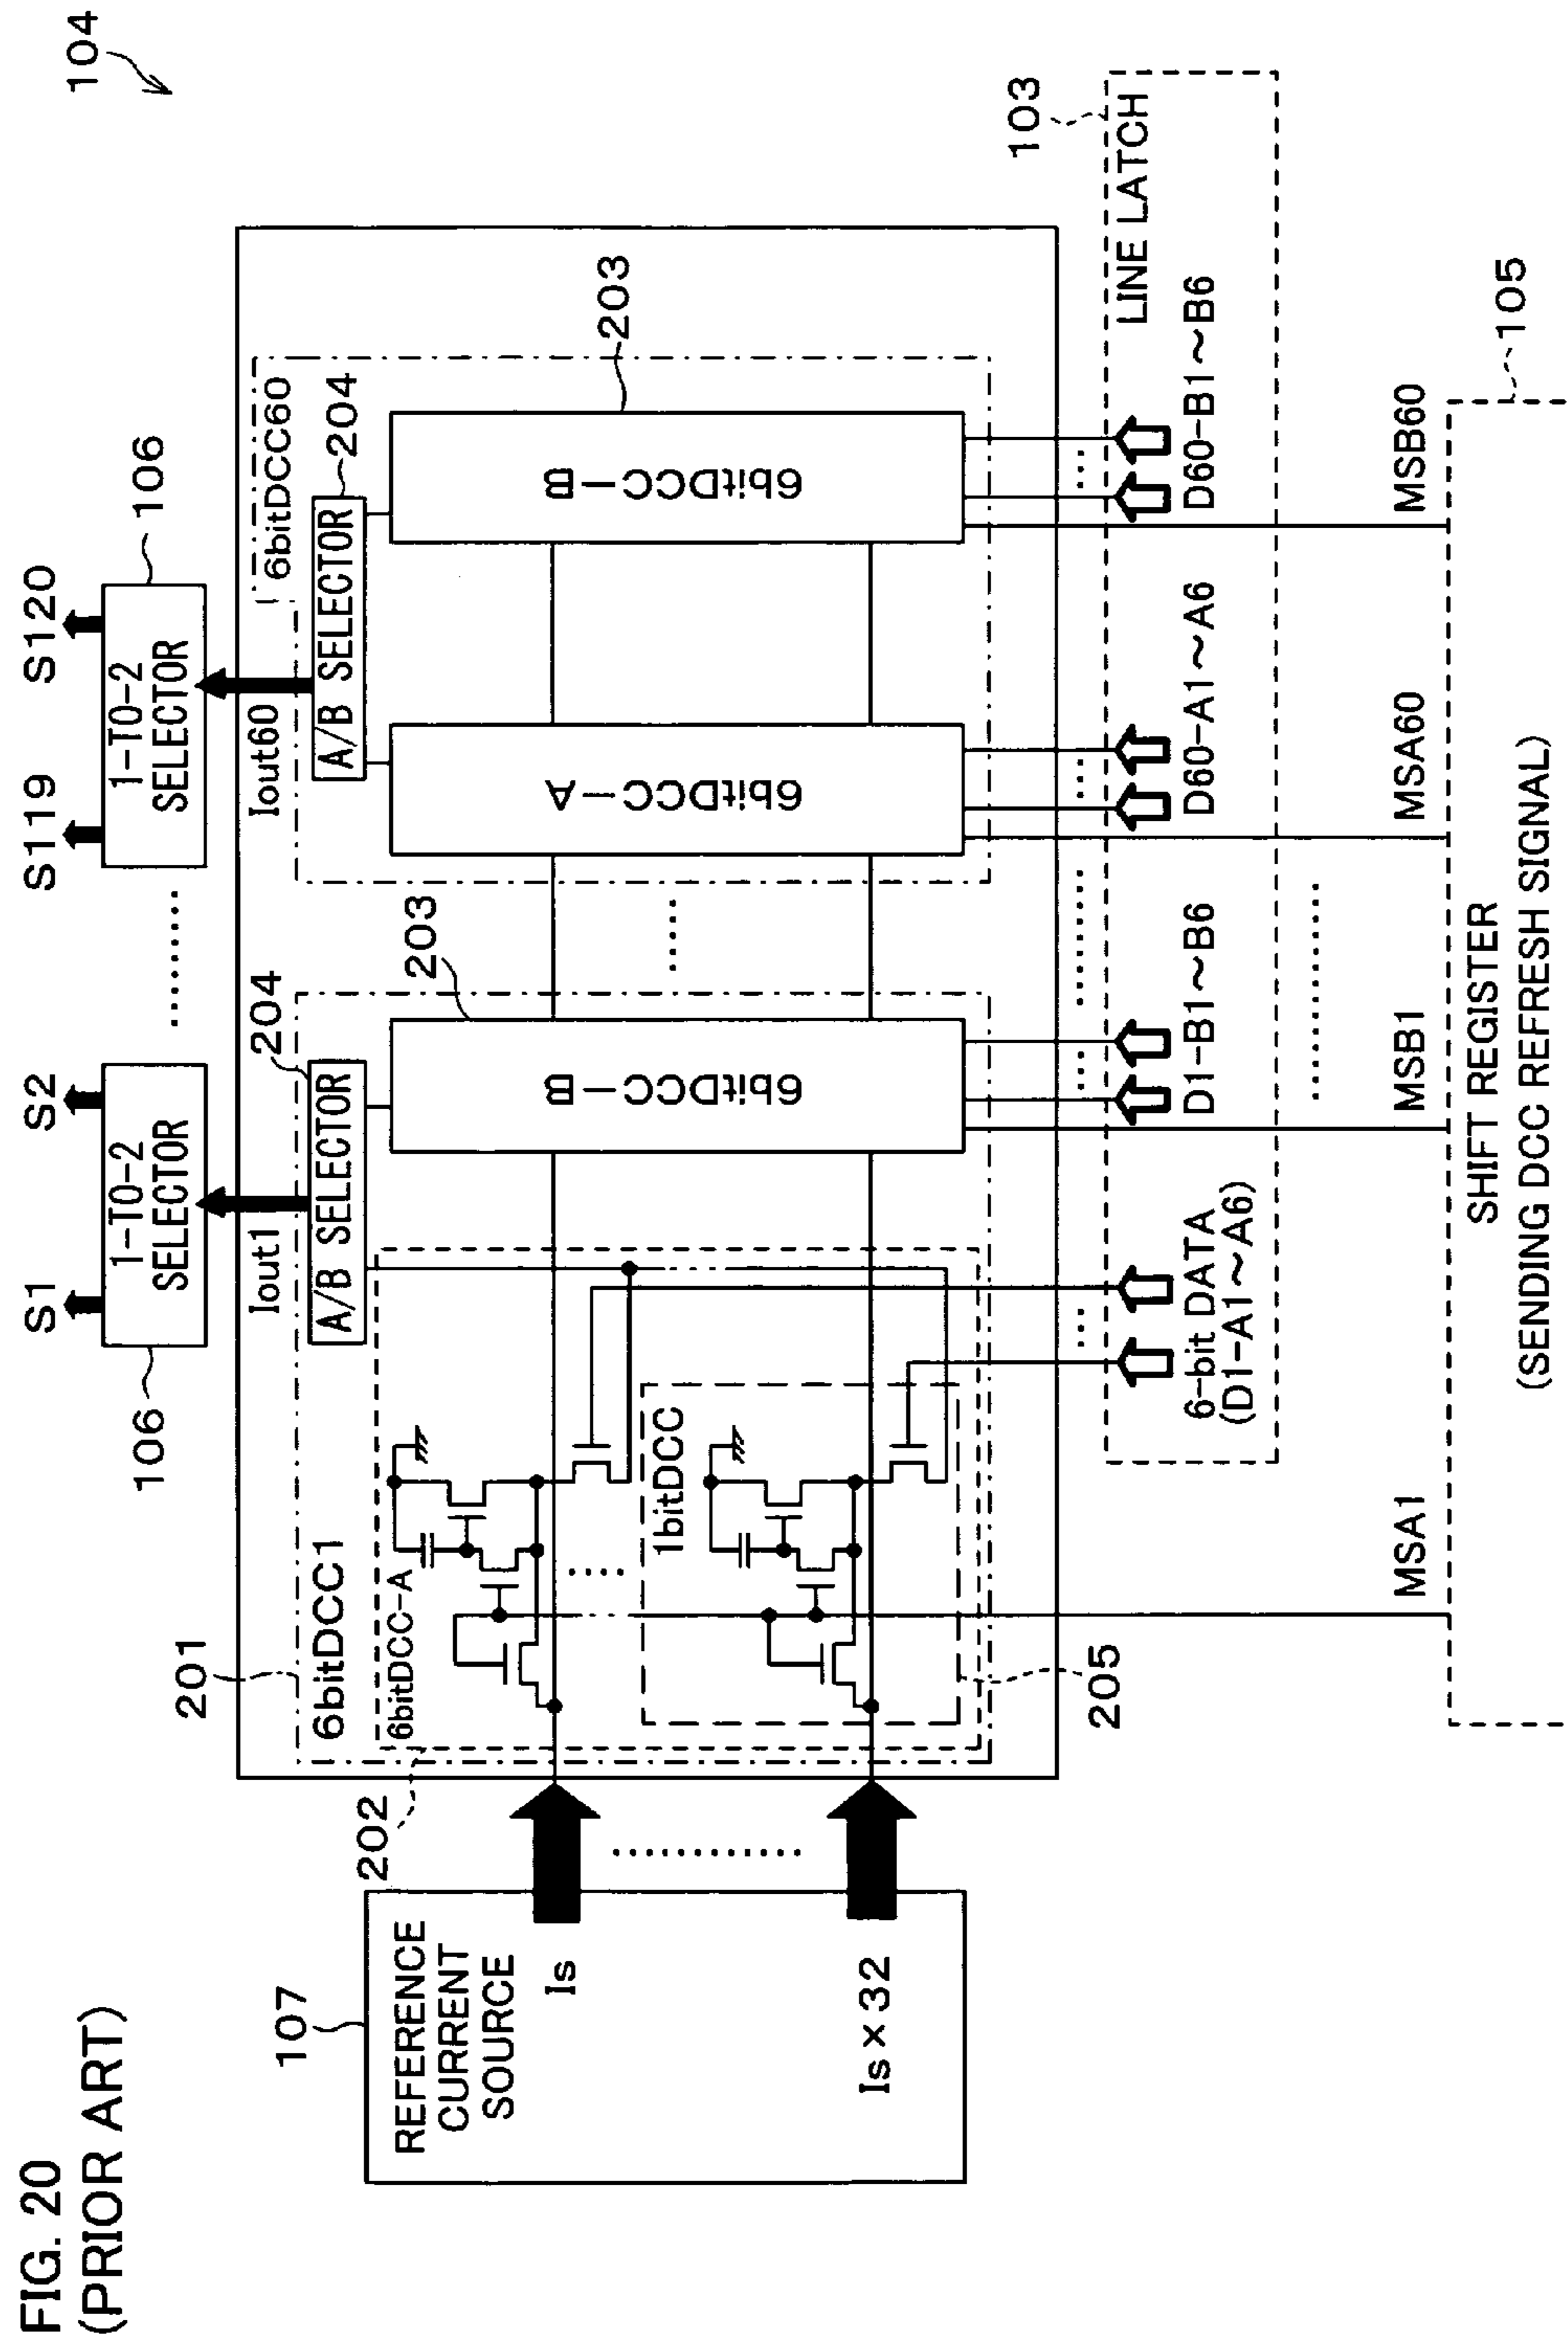 FIG. 20
(PRIOR ART)
104
S1
S2
S119
S120
106
1-TO-2
SELECTOR
1-TO-2
SELECTOR
106
Iout1
Iout60
201
6bitDCC1
A/B SELECTOR
204
A/B SELECTOR
204
6bitDCC60
202
6bitDCC-A
203
6bitDCC-B
6bitDCC-A
6bitDCC-B
203
1bitDCC
205
107
REFERENCE
CURRENT
SOURCE
Is
Is×32
103
LINE LATCH
6-bit DATA
(D1-A1~A6)
D1-B1~B6
D60-A1~A6
D60-B1~B6
MSA1
MSB1
MSA60
MSB60
105
SHIFT REGISTER
(SENDING DCC REFRESH SIGNAL)